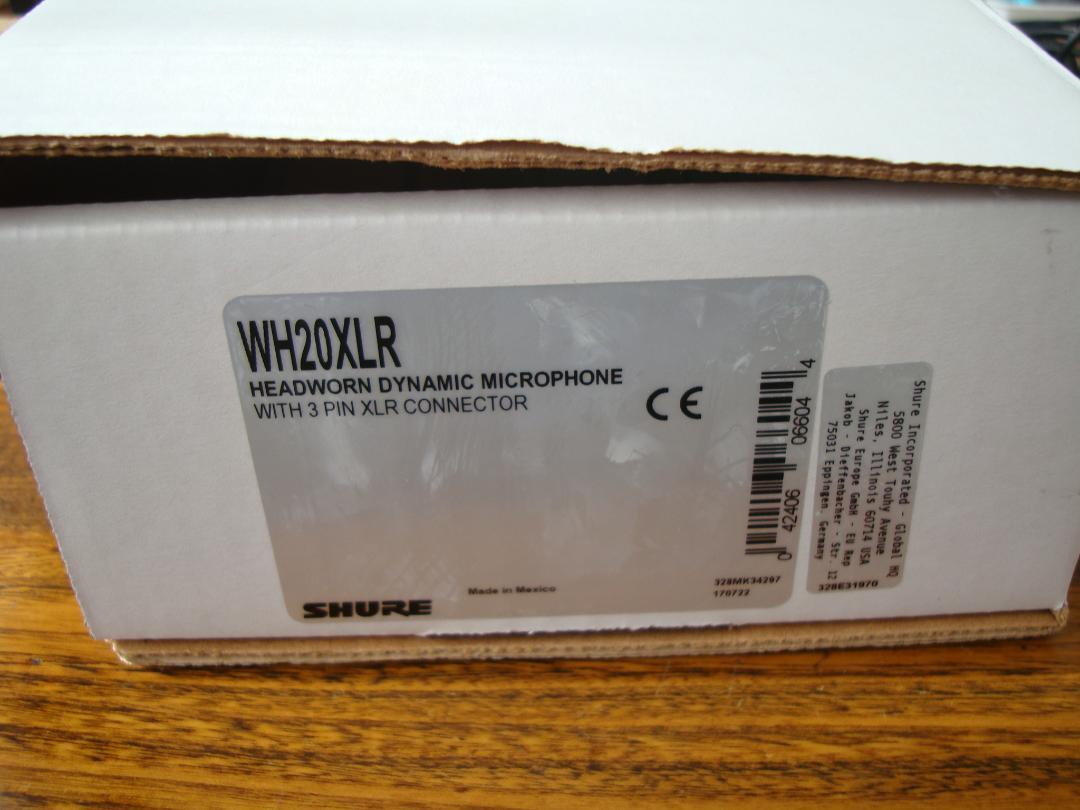 WH20XLR
HEADWORN DYNAMIC MICROPHONE
WITH 3 PIN XLR CONNECTOR
CE
SHURE
Made in Mexico
328MK34297
170722
0 42406 06604 4
Shure Incorporated - Global HQ
5800 West Touhy Avenue
Niles, Illinois 60714 USA
Shure Europe GmbH - EU Rep
Jakob - Dieffenbacher - Str. 12
75031 Eppingen, Germany
328E31970